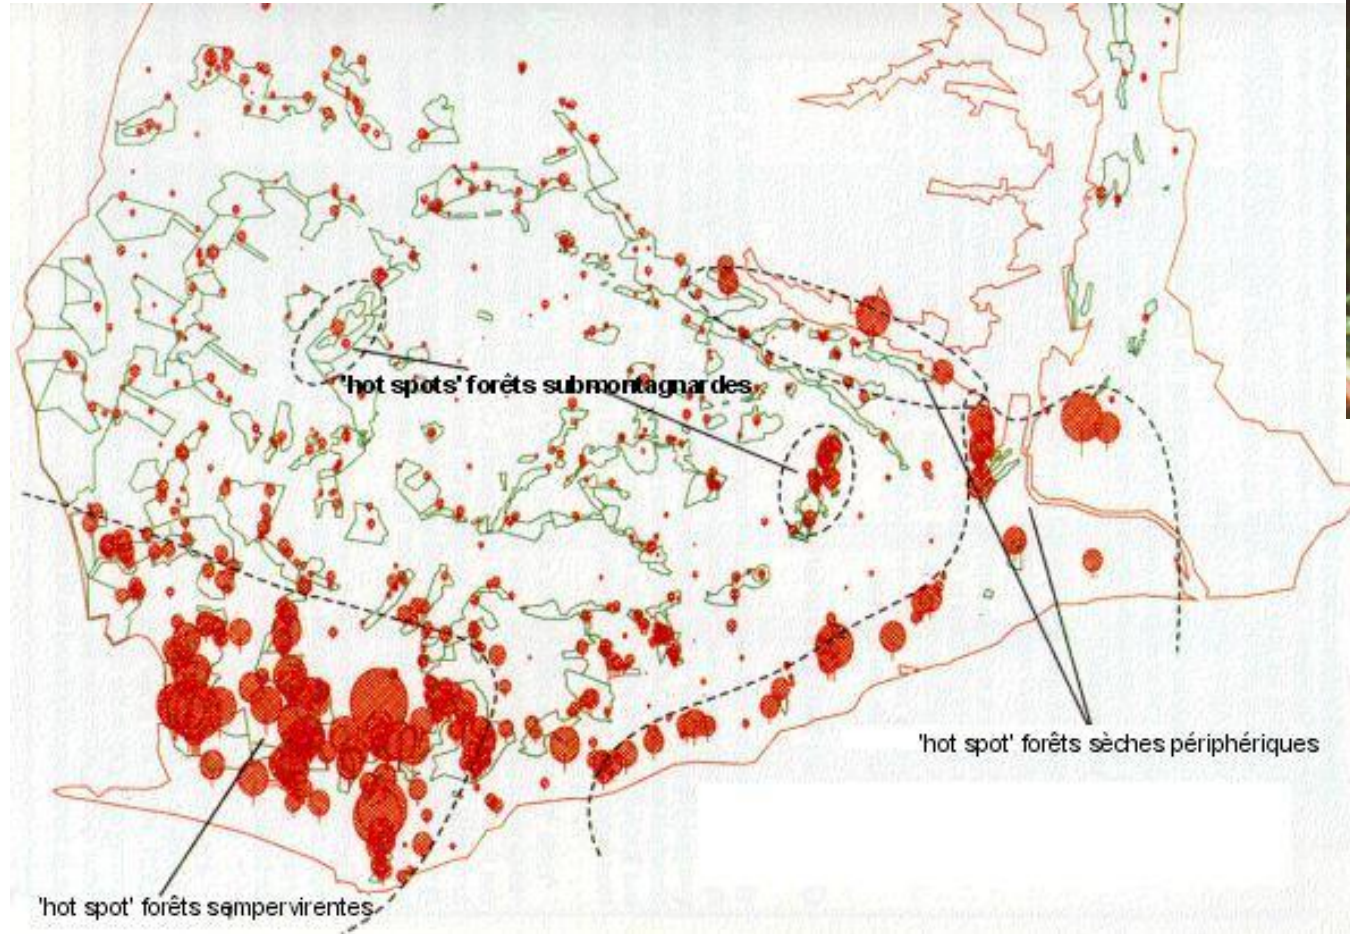 'hot spots' forêts submontagnardes
'hot spot' forêts sèches périphériques
'hot spot' forêts sempervirentes